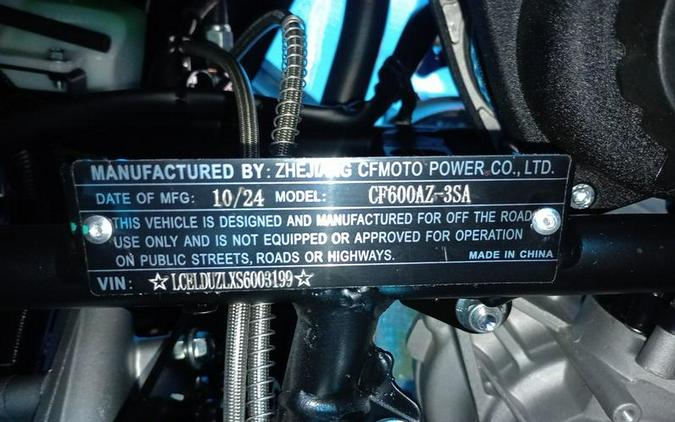 MANUFACTURED BY: ZHEJIANG CFMOTO POWER CO., LTD.
DATE OF MFG: 10/24 MODEL: CF600AZ-3SA
THIS VEHICLE IS DESIGNED AND MANUFACTURED FOR OFF THE ROAD
USE ONLY AND IS NOT EQUIPPED OR APPROVED FOR OPERATION
ON PUBLIC STREETS, ROADS OR HIGHWAYS. MADE IN CHINA
VIN: ☆LCELDUZLXS6003199☆